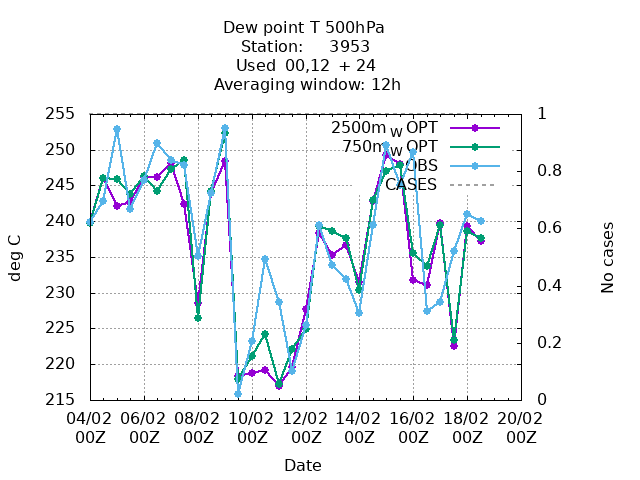 Dew point T 500hPa
Station: 3953
Used 00,12 + 24
Averaging window: 12h
255
250
245
240
235
230
225
220
215
1
0.8
0.6
0.4
0.2
0
2500m w OPT
750m w OPT
OBS
CASES
deg C
No cases
04/02 06/02 08/02 10/02 12/02 14/02 16/02 18/02 20/02
00Z 00Z 00Z 00Z 00Z 00Z 00Z 00Z 00Z
Date